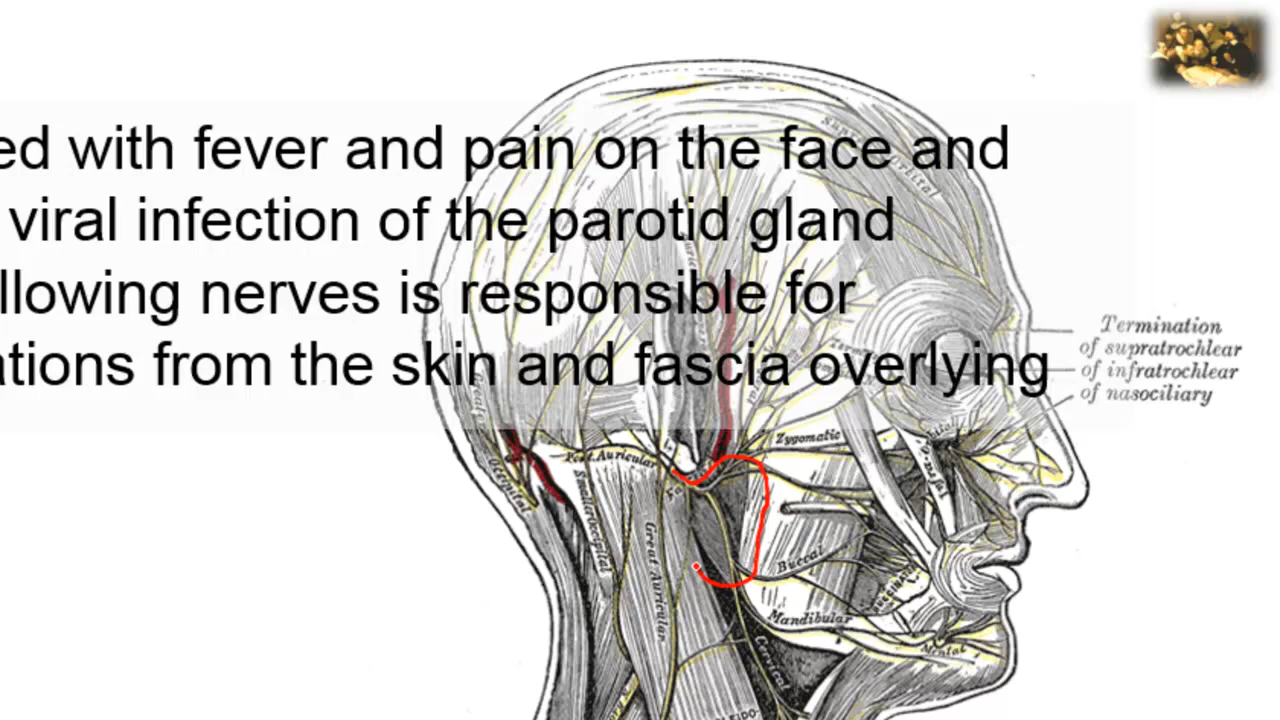 ed with fever and pain on the face and
viral infection of the parotid gland
llowing nerves is responsible for
ations from the skin and fascia overlying
Termination
of supratrochlear
of infratrochlear
of nasociliary
Zygomatic
Post. Auricular
Occipital
Smaller Occipital
Great Auricular
Buccal
BUCCINATOR
Mandibular
Mental
Cervical